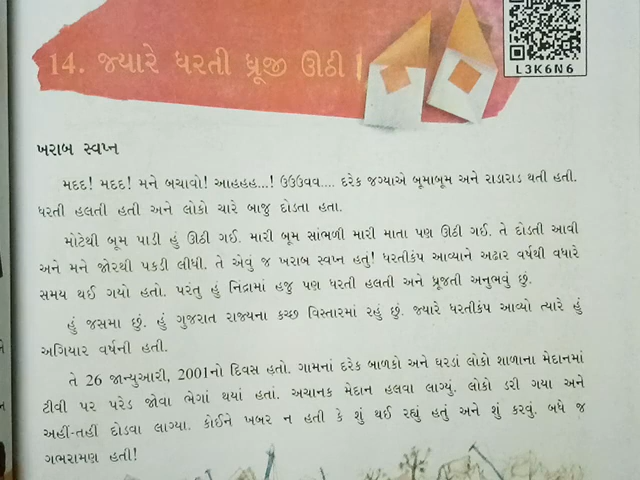 14. જ્યારે ધરતી ધ્રૂજી ઊઠી !
L3K6N6
ખરાબ સ્વપ્ન
મદદ! મદદ! મને બચાવો! આહહહ...! ઉઉઉવવ.... દરેક જગ્યાએ બૂમાબૂમ અને રાડારાડ થતી હતી.
ધરતી હલતી હતી અને લોકો ચારે બાજુ દોડતા હતા.
મોટેથી બૂમ પાડી હું ઊઠી ગઈ. મારી બૂમ સાંભળી મારી માતા પણ ઊઠી ગઈ. તે દોડતી આવી
અને મને જોરથી પકડી લીધી. તે એવું જ ખરાબ સ્વપ્ન હતું! ધરતીકંપ આવ્યાને અઢાર વર્ષથી વધારે
સમય થઈ ગયો હતો. પરંતુ હું નિંદ્રામાં હજુ પણ ધરતી હલતી અને ધ્રૂજતી અનુભવું છું.
હું જસમા છું. હું ગુજરાત રાજ્યના કચ્છ વિસ્તારમાં રહું છું. જ્યારે ધરતીકંપ આવ્યો ત્યારે હું
અગિયાર વર્ષની હતી.
તે 26 જાન્યુઆરી, 2001નો દિવસ હતો. ગામનાં દરેક બાળકો અને ઘરડાં લોકો શાળાના મેદાનમાં
ટીવી પર પરેડ જોવા ભેગાં થયાં હતાં. અચાનક મેદાન હલવા લાગ્યું. લોકો ડરી ગયા અને
અહીં-તહીં દોડવા લાગ્યા. કોઈને ખબર ન હતી કે શું થઈ રહ્યું હતું અને શું કરવું. બધે જ
ગભરામણ હતી!